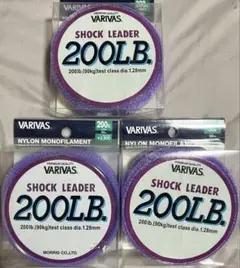 VARIVAS
SHOCK LEADER
200LB.
200lb.(90kg)test class dia.1.28mm
VARIVAS
NYLON MONOFILAMENT
SHOCK LEADER
200LB.
200lb.(90kg)test class dia.1.28mm
MORRIS CO.,LTD
VARIVAS
NYLON MONOFILAMENT
SHOCK LEADER
200LB.
200lb.(90kg)test class dia.1.28mm